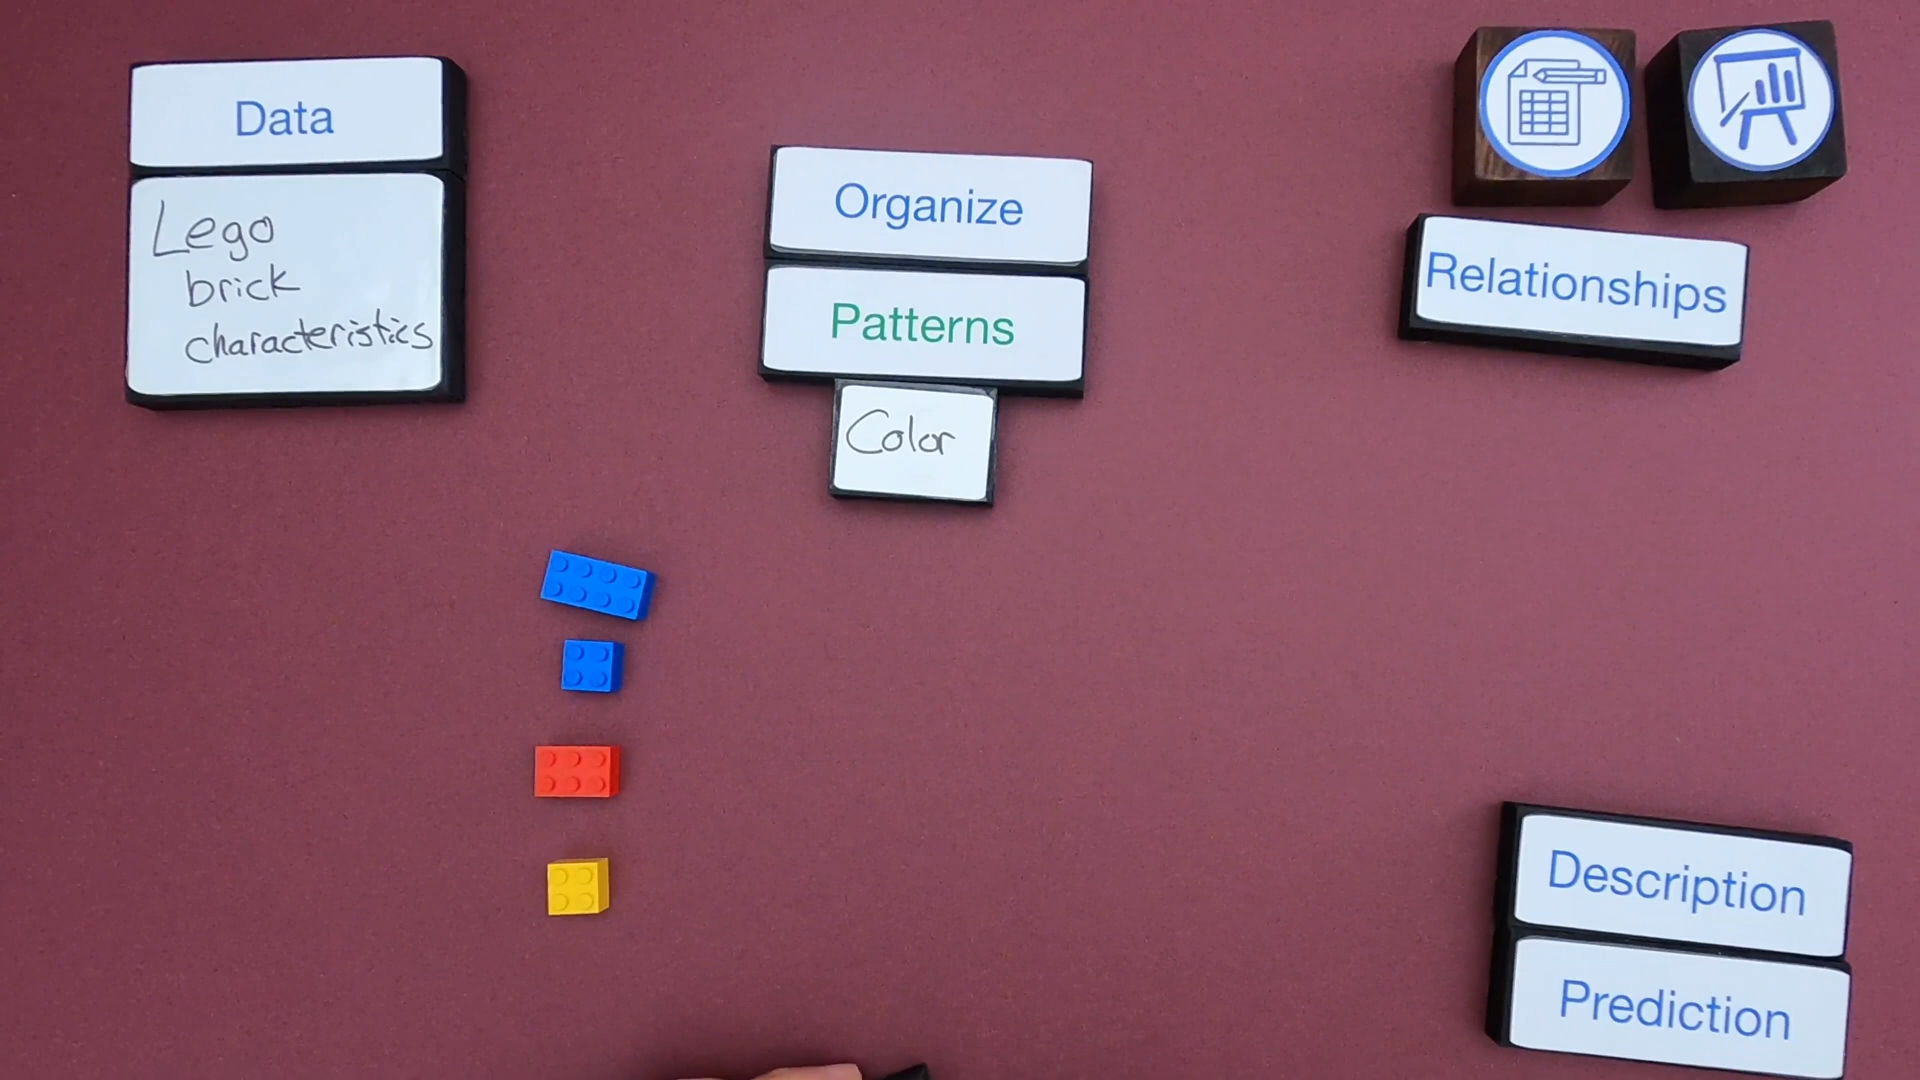 Data
Lego
brick
characteristics
Organize
Patterns
Color
Relationships
Description
Prediction